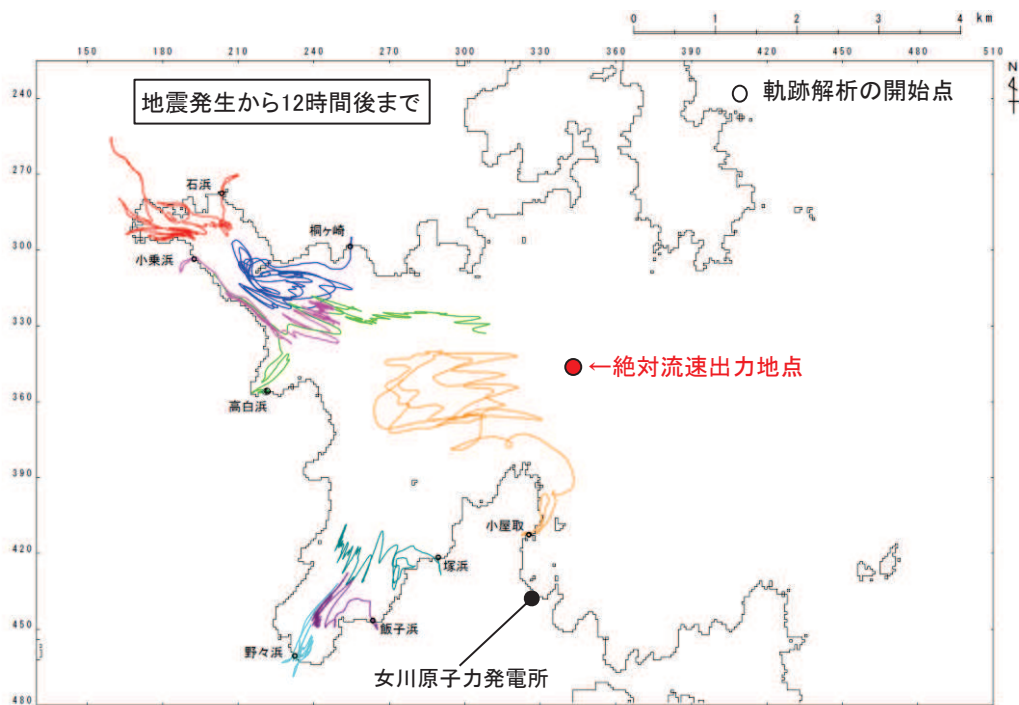 0 1 2 3 4 km
150 180 210 240 270 300 330 360 390 420 450 480 510
N
240
270
300
330
360
390
420
450
480
地震発生から12時間後まで
軌跡解析の開始点
石浜
桐ヶ崎
小乗浜
←絶対流速出力地点
高白浜
小屋取
塚浜
飯子浜
野々浜
女川原子力発電所